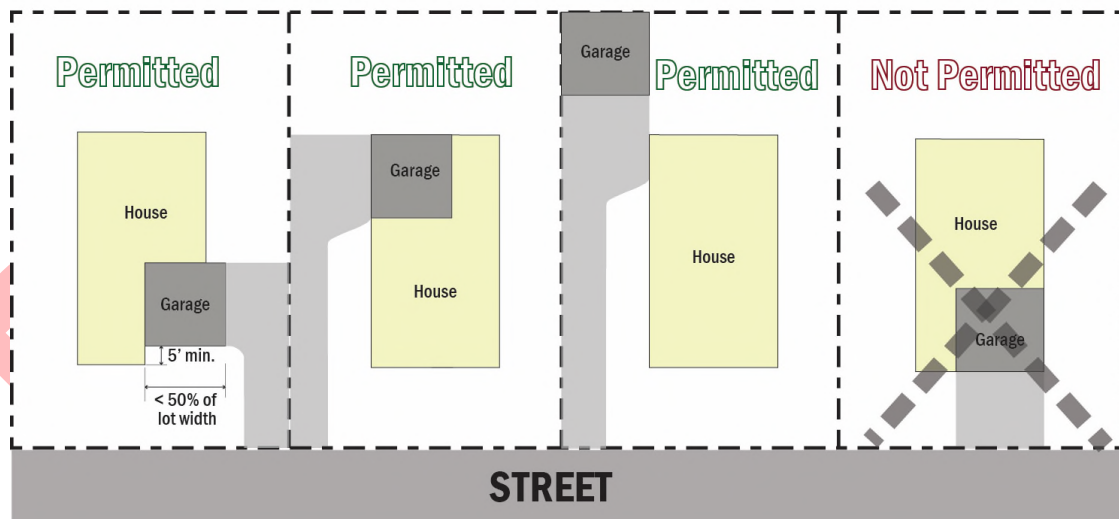 Permitted
House
Garage
5’ min.
< 50% of
lot width
Permitted
Garage
House
Garage
Permitted
House
Not Permitted
House
Garage
STREET